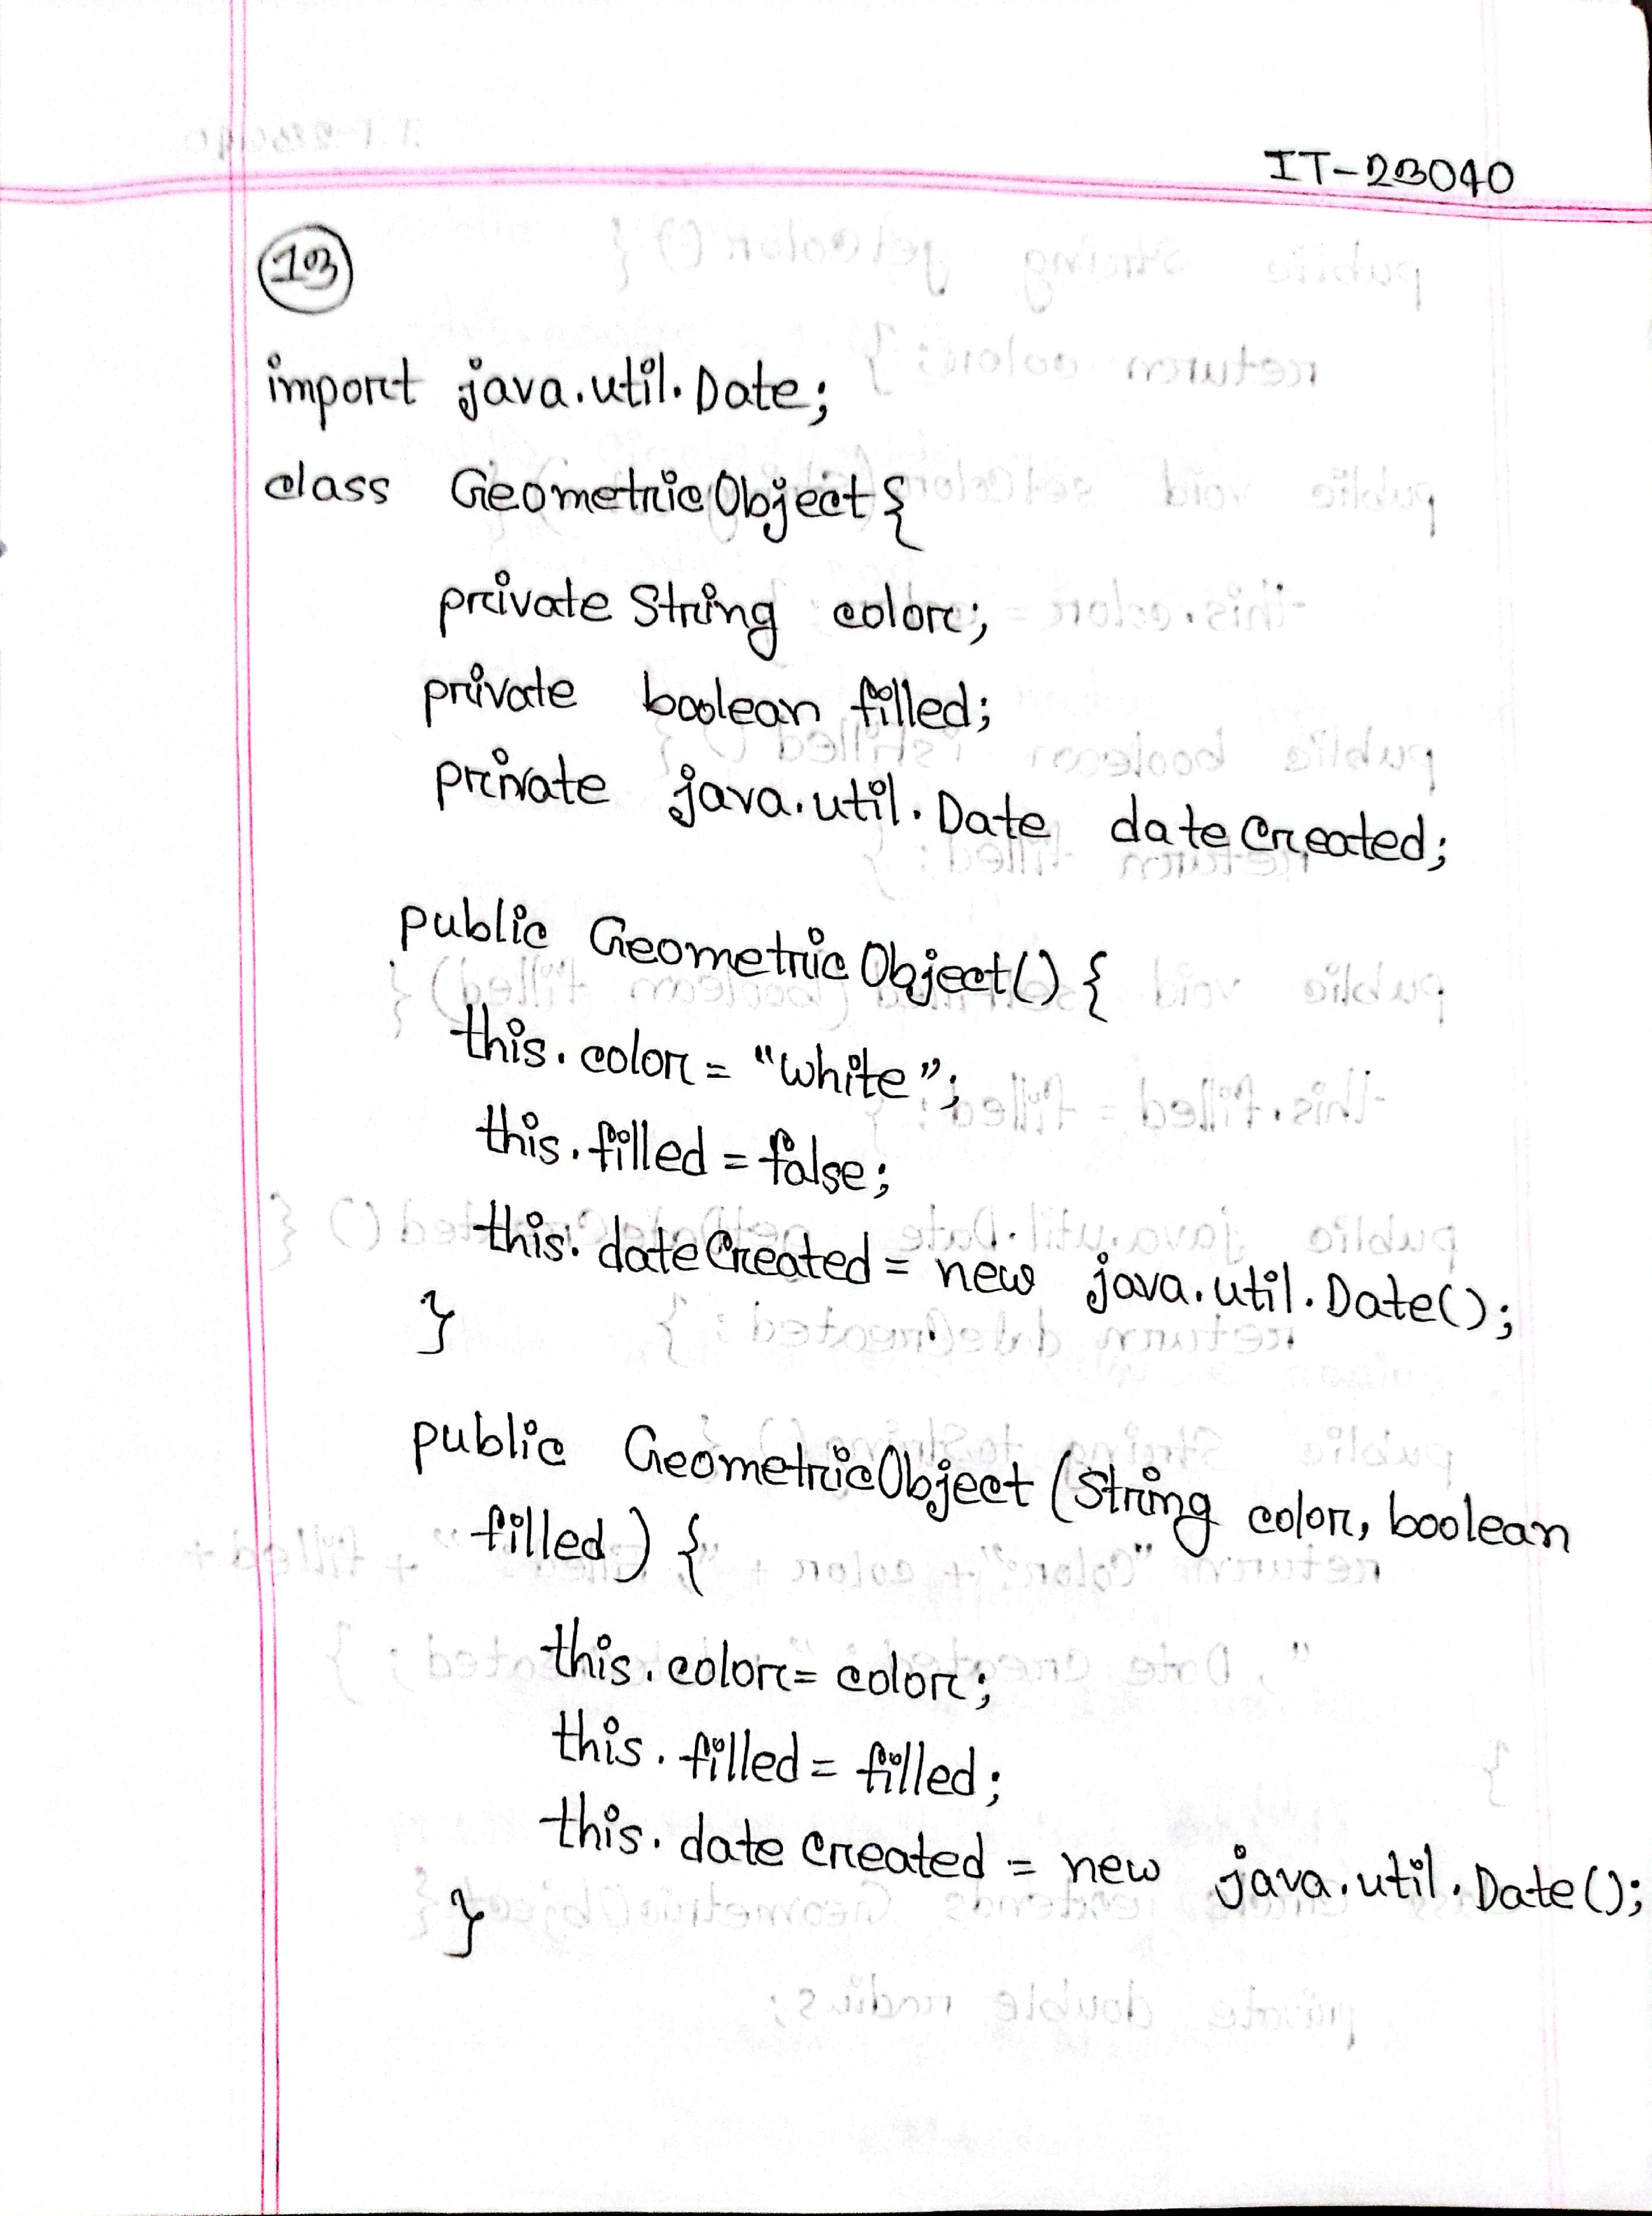 IT-23040
13
import java.util.Date;
class GeometricObject{
private String color;
private boolean filled;
private java.util.Date dateCreated;
public GeometricObject() {
this.color = "white";
this.filled = false;
this.dateCreated = new java.util.Date();
}
public GeometricObject (String color, boolean
filled) {
this.color = color;
this.filled = filled;
this.dateCreated = new java.util.Date();
}